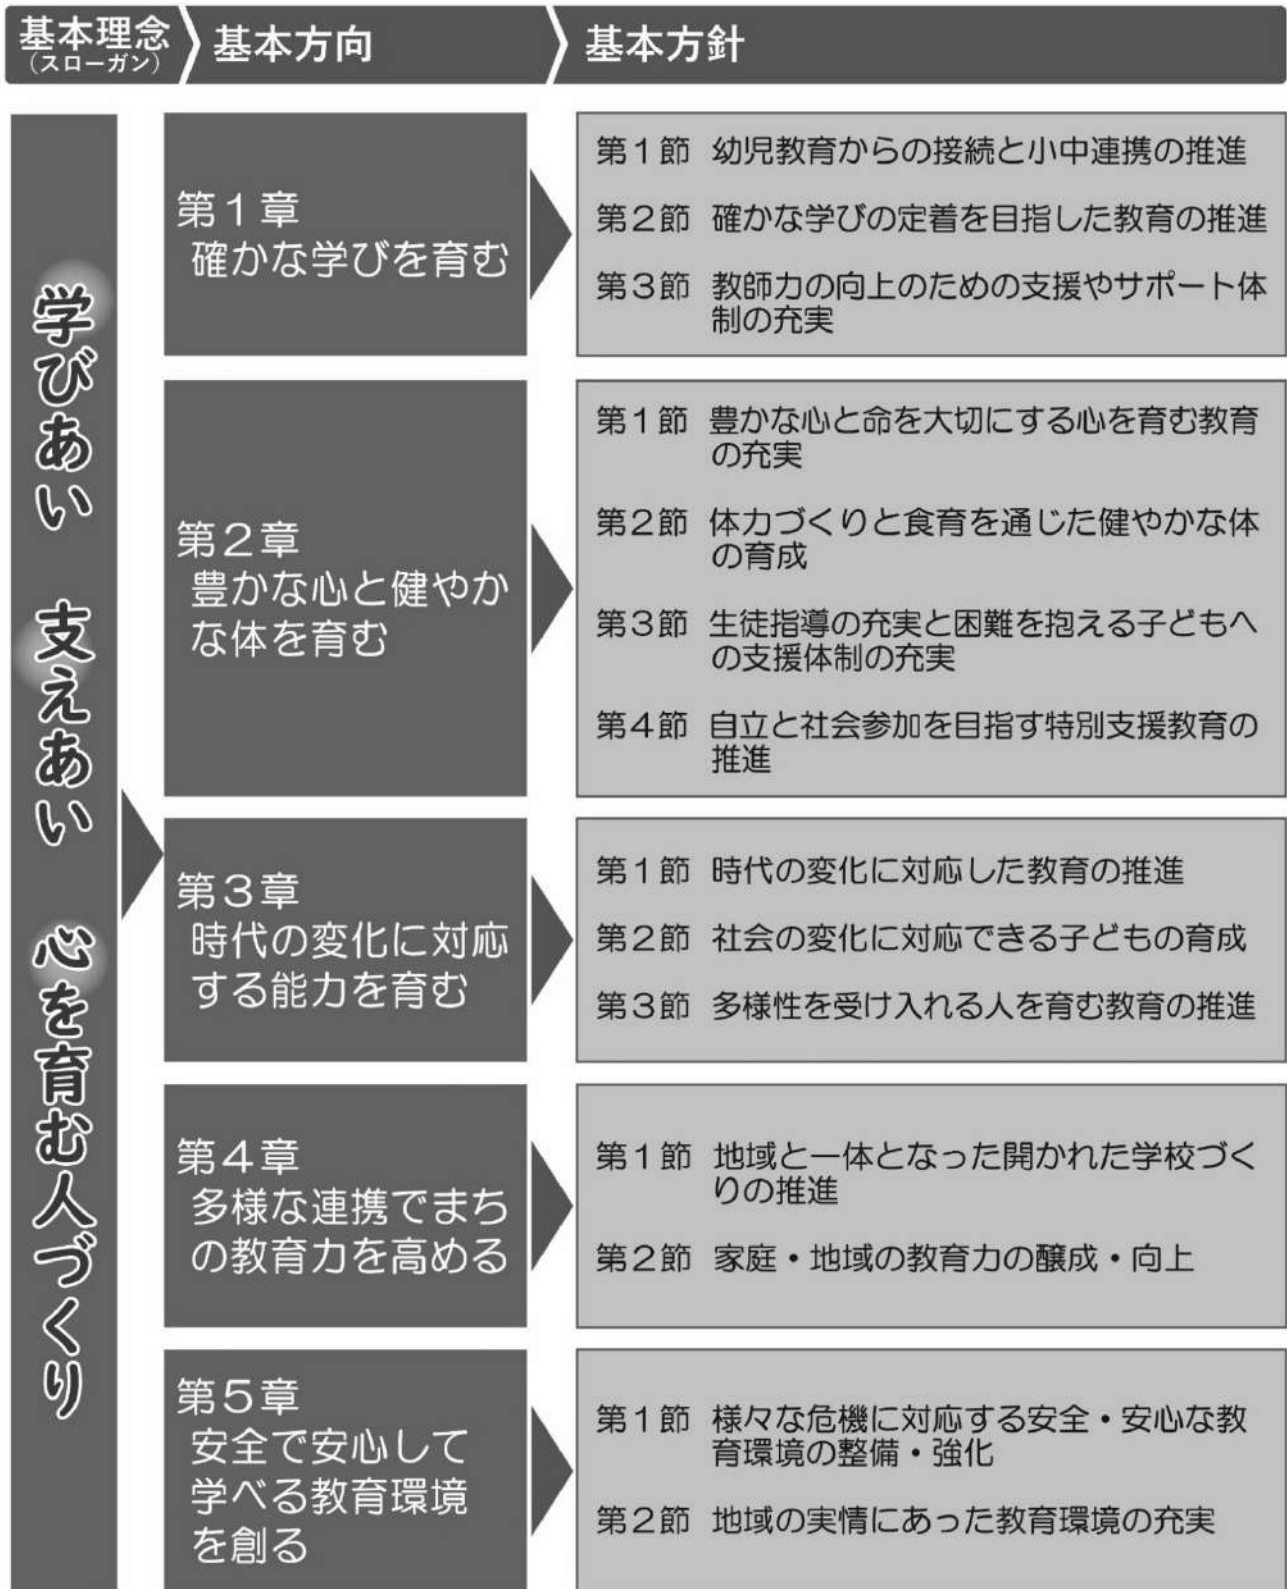 基本理念
（スローガン）
基本方向
基本方針
学びあい　支えあい　心を育む人づくり
第１章
確かな学びを育む
第１節 幼児教育からの接続と小中連携の推進
第２節 確かな学びの定着を目指した教育の推進
第３節 教師力の向上のための支援やサポート体
制の充実
第２章
豊かな心と健やか
な体を育む
第１節 豊かな心と命を大切にする心を育む教育
の充実
第２節 体力づくりと食育を通じた健やかな体
の育成
第３節 生徒指導の充実と困難を抱える子どもへ
の支援体制の充実
第４節 自立と社会参加を目指す特別支援教育の
推進
第３章
時代の変化に対応
する能力を育む
第１節 時代の変化に対応した教育の推進
第２節 社会の変化に対応できる子どもの育成
第３節 多様性を受け入れる人を育む教育の推進
第４章
多様な連携でまち
の教育力を高める
第１節 地域と一体となった開かれた学校づく
りの推進
第２節 家庭・地域の教育力の醸成・向上
第５章
安全で安心して
学べる教育環境
を創る
第１節 様々な危機に対応する安全・安心な教
育環境の整備・強化
第２節 地域の実情にあった教育環境の充実